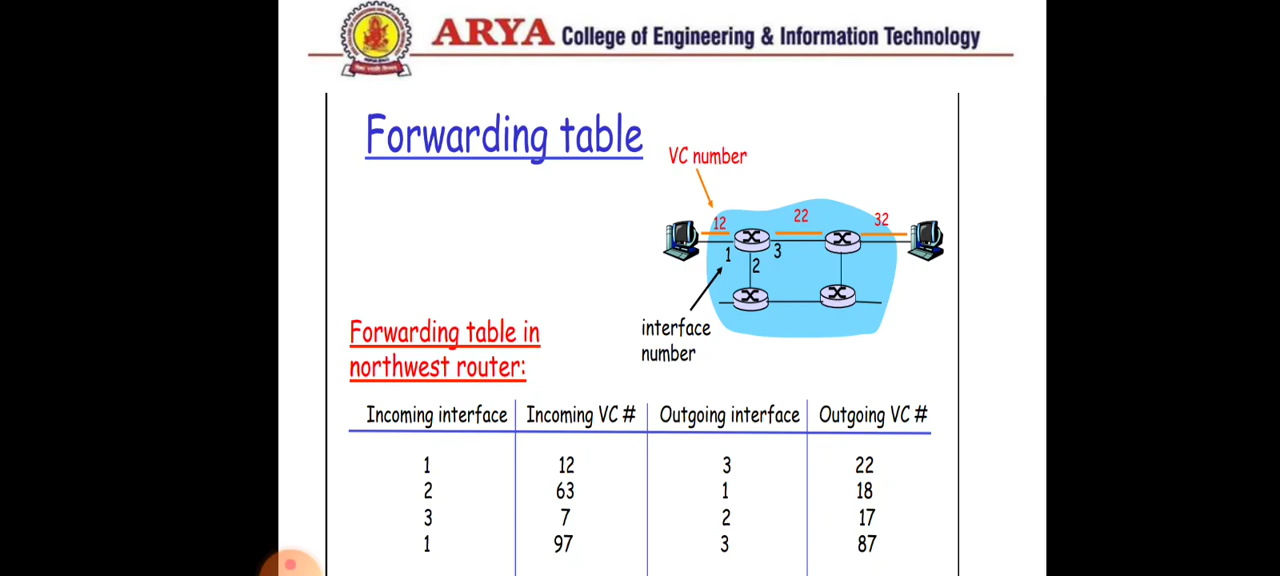 ARYA College of Engineering & Information Technology
Forwarding table
VC number
12 22 32
1 3
2
interface
number
Forwarding table in
northwest router:
Incoming interface Incoming VC # Outgoing interface Outgoing VC #
1 12 3 22
2 63 1 18
3 7 2 17
1 97 3 87